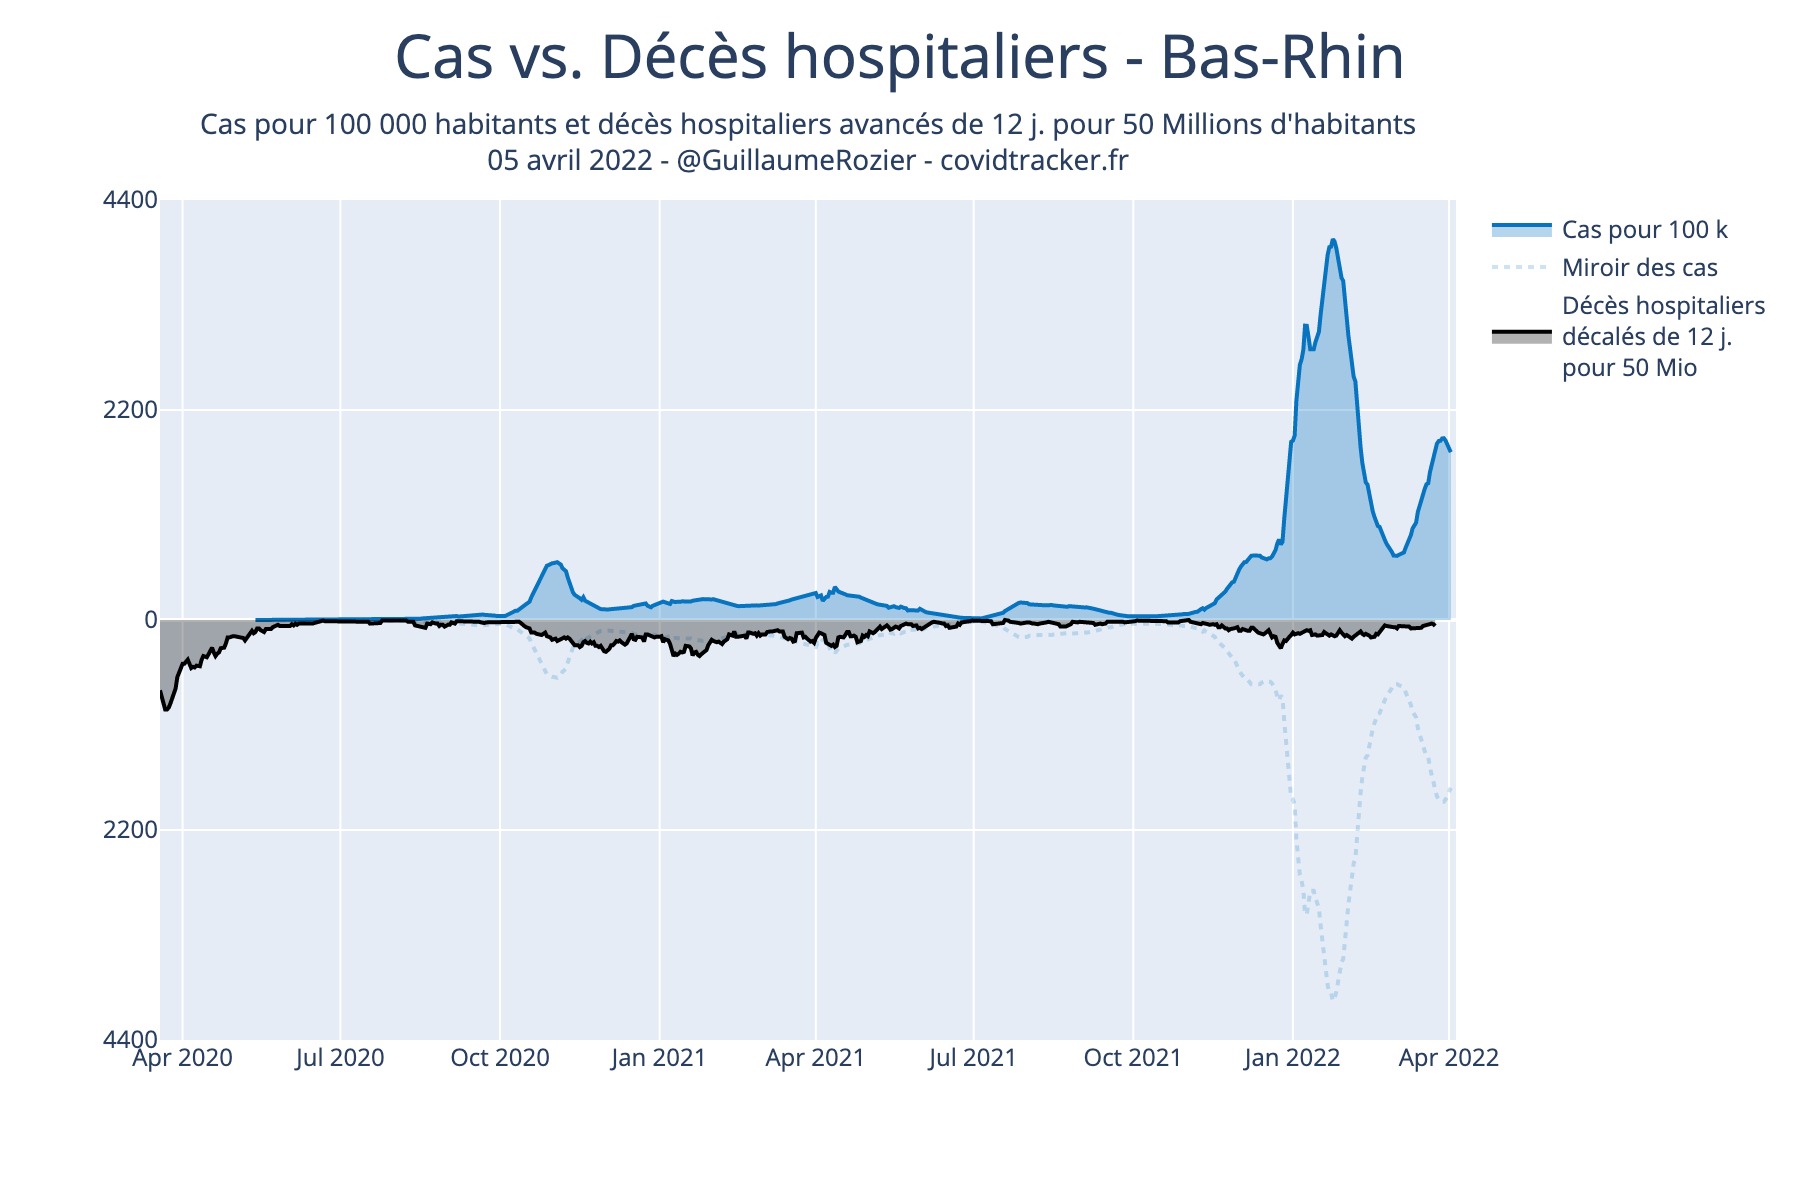 Cas vs. Décès hospitaliers - Bas-Rhin
Cas pour 100 000 habitants et décès hospitaliers avancés de 12 j. pour 50 Millions d'habitants
05 avril 2022 - @GuillaumeRozier - covidtracker.fr
4400
2200
0
2200
4400
Apr 2020
Jul 2020
Oct 2020
Jan 2021
Apr 2021
Jul 2021
Oct 2021
Jan 2022
Apr 2022
Cas pour 100 k
Miroir des cas
Décès hospitaliers
décalés de 12 j.
pour 50 Mio